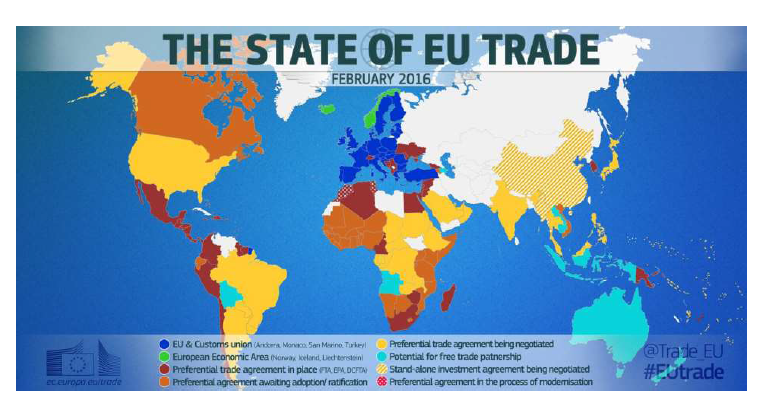 THE STATE OF EU TRADE
FEBRUARY 2016
EU & Customs union (Andorra, Monaco, San Marino, Turkey)
European Economic Area (Norway, Iceland, Liechtenstein)
Preferential trade agreement in place (FTA, EPA, DCFTA)
Preferential agreement awaiting adoption/ ratification
Preferential trade agreement being negotiated
Potential for free trade patnership
Stand-alone investment agreement being negotiated
Preferential agreement in the process of modernisation
ec.europa.eu/trade
@Trade_EU
#EUtrade